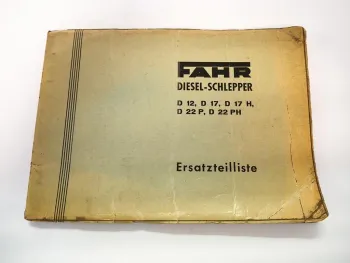 FAHR
DIESEL-SCHLEPPER
D 12, D 17, D 17 H,
D 22 P, D 22 PH
Ersatzteilliste